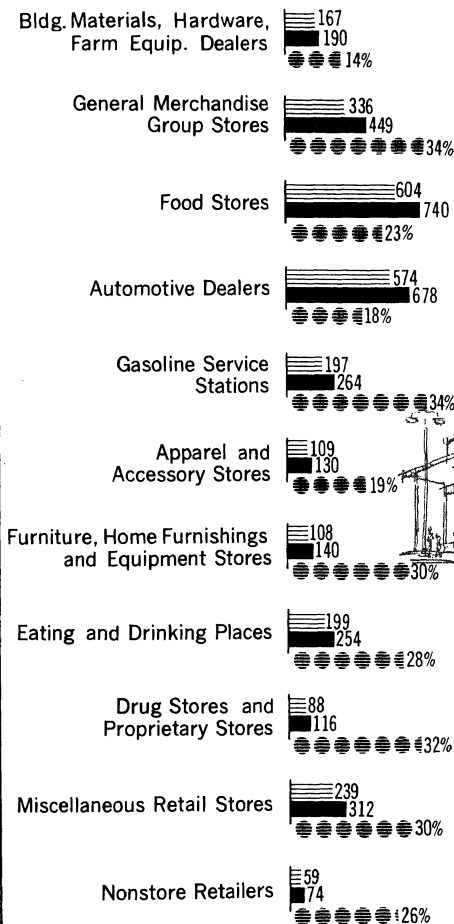 Bldg. Materials, Hardware,
Farm Equip. Dealers
167
190
14%
General Merchandise
Group Stores
336
449
34%
Food Stores
604
740
23%
Automotive Dealers
574
678
18%
Gasoline Service
Stations
197
264
34%
Apparel and
Accessory Stores
109
130
19%
Furniture, Home Furnishings
and Equipment Stores
108
140
30%
Eating and Drinking Places
199
254
28%
Drug Stores and
Proprietary Stores
88
116
32%
Miscellaneous Retail Stores
239
312
30%
Nonstore Retailers
59
74
26%